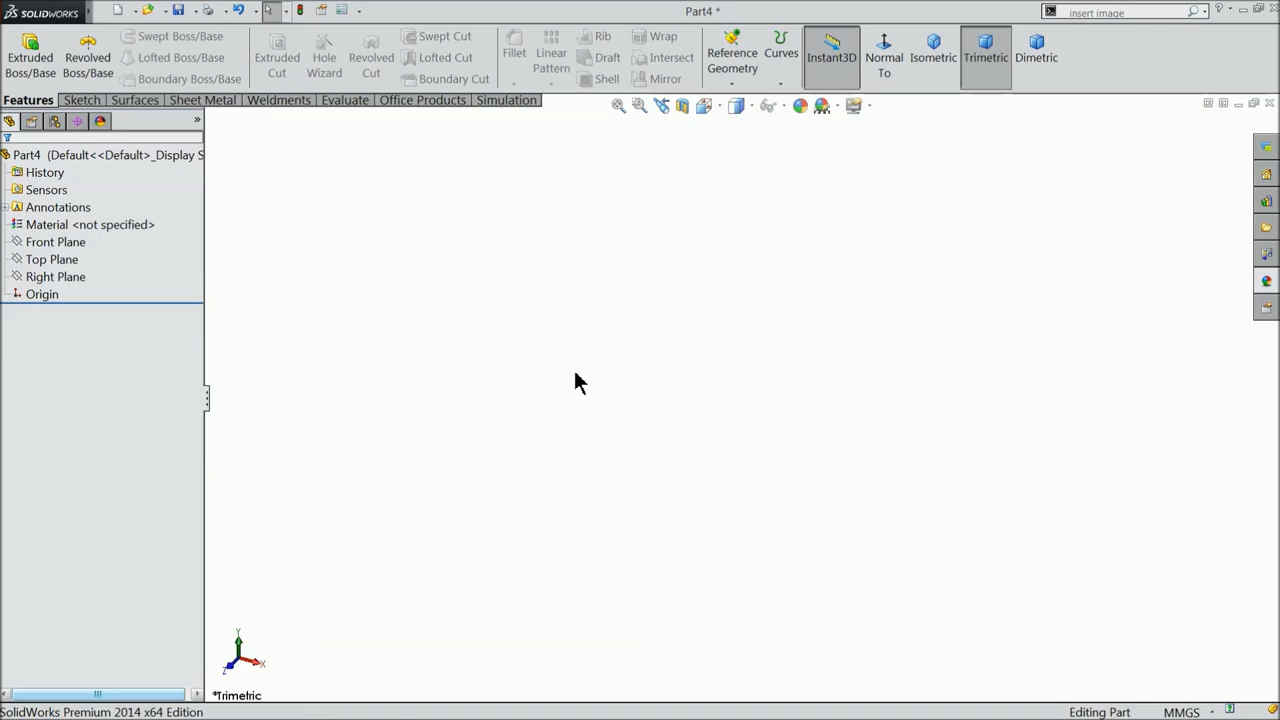 SOLIDWORKS
Part4 *
insert image
Extruded Boss/Base
Revolved Boss/Base
Swept Boss/Base
Lofted Boss/Base
Boundary Boss/Base
Extruded Cut
Hole Wizard
Revolved Cut
Swept Cut
Lofted Cut
Boundary Cut
Fillet
Linear Pattern
Rib
Draft
Shell
Wrap
Intersect
Mirror
Reference Geometry
Curves
Instant3D
Normal To
Isometric
Trimetric
Dimetric
Features Sketch Surfaces Sheet Metal Weldments Evaluate Office Products Simulation
Part4 (Default<<Default>_Display S
History
Sensors
Annotations
Material <not specified>
Front Plane
Top Plane
Right Plane
Origin
Y
X
Z
*Trimetric
SolidWorks Premium 2014 x64 Edition
Editing Part
MMGS